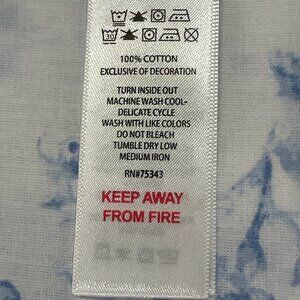 30
100% COTTON
EXCLUSIVE OF DECORATION
TURN INSIDE OUT
MACHINE WASH COOL-
DELICATE CYCLE
WASH WITH LIKE COLORS
DO NOT BLEACH
TUMBLE DRY LOW
MEDIUM IRON
RN#75343
KEEP AWAY
FROM FIRE